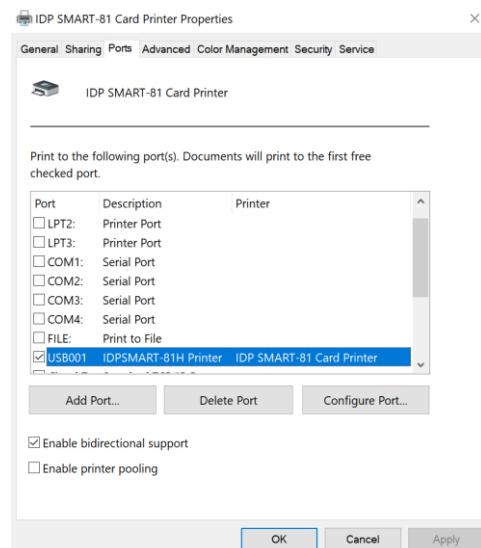 IDP SMART-81 Card Printer Properties
General Sharing Ports Advanced Color Management Security Service
IDP SMART-81 Card Printer
Print to the following port(s). Documents will print to the first free
checked port.
Port Description Printer
LPT2: Printer Port
LPT3: Printer Port
COM1: Serial Port
COM2: Serial Port
COM3: Serial Port
COM4: Serial Port
FILE: Print to File
USB001 IDPSMART-81H Printer IDP SMART-81 Card Printer
Add Port... Delete Port Configure Port...
Enable bidirectional support
Enable printer pooling
OK Cancel Apply